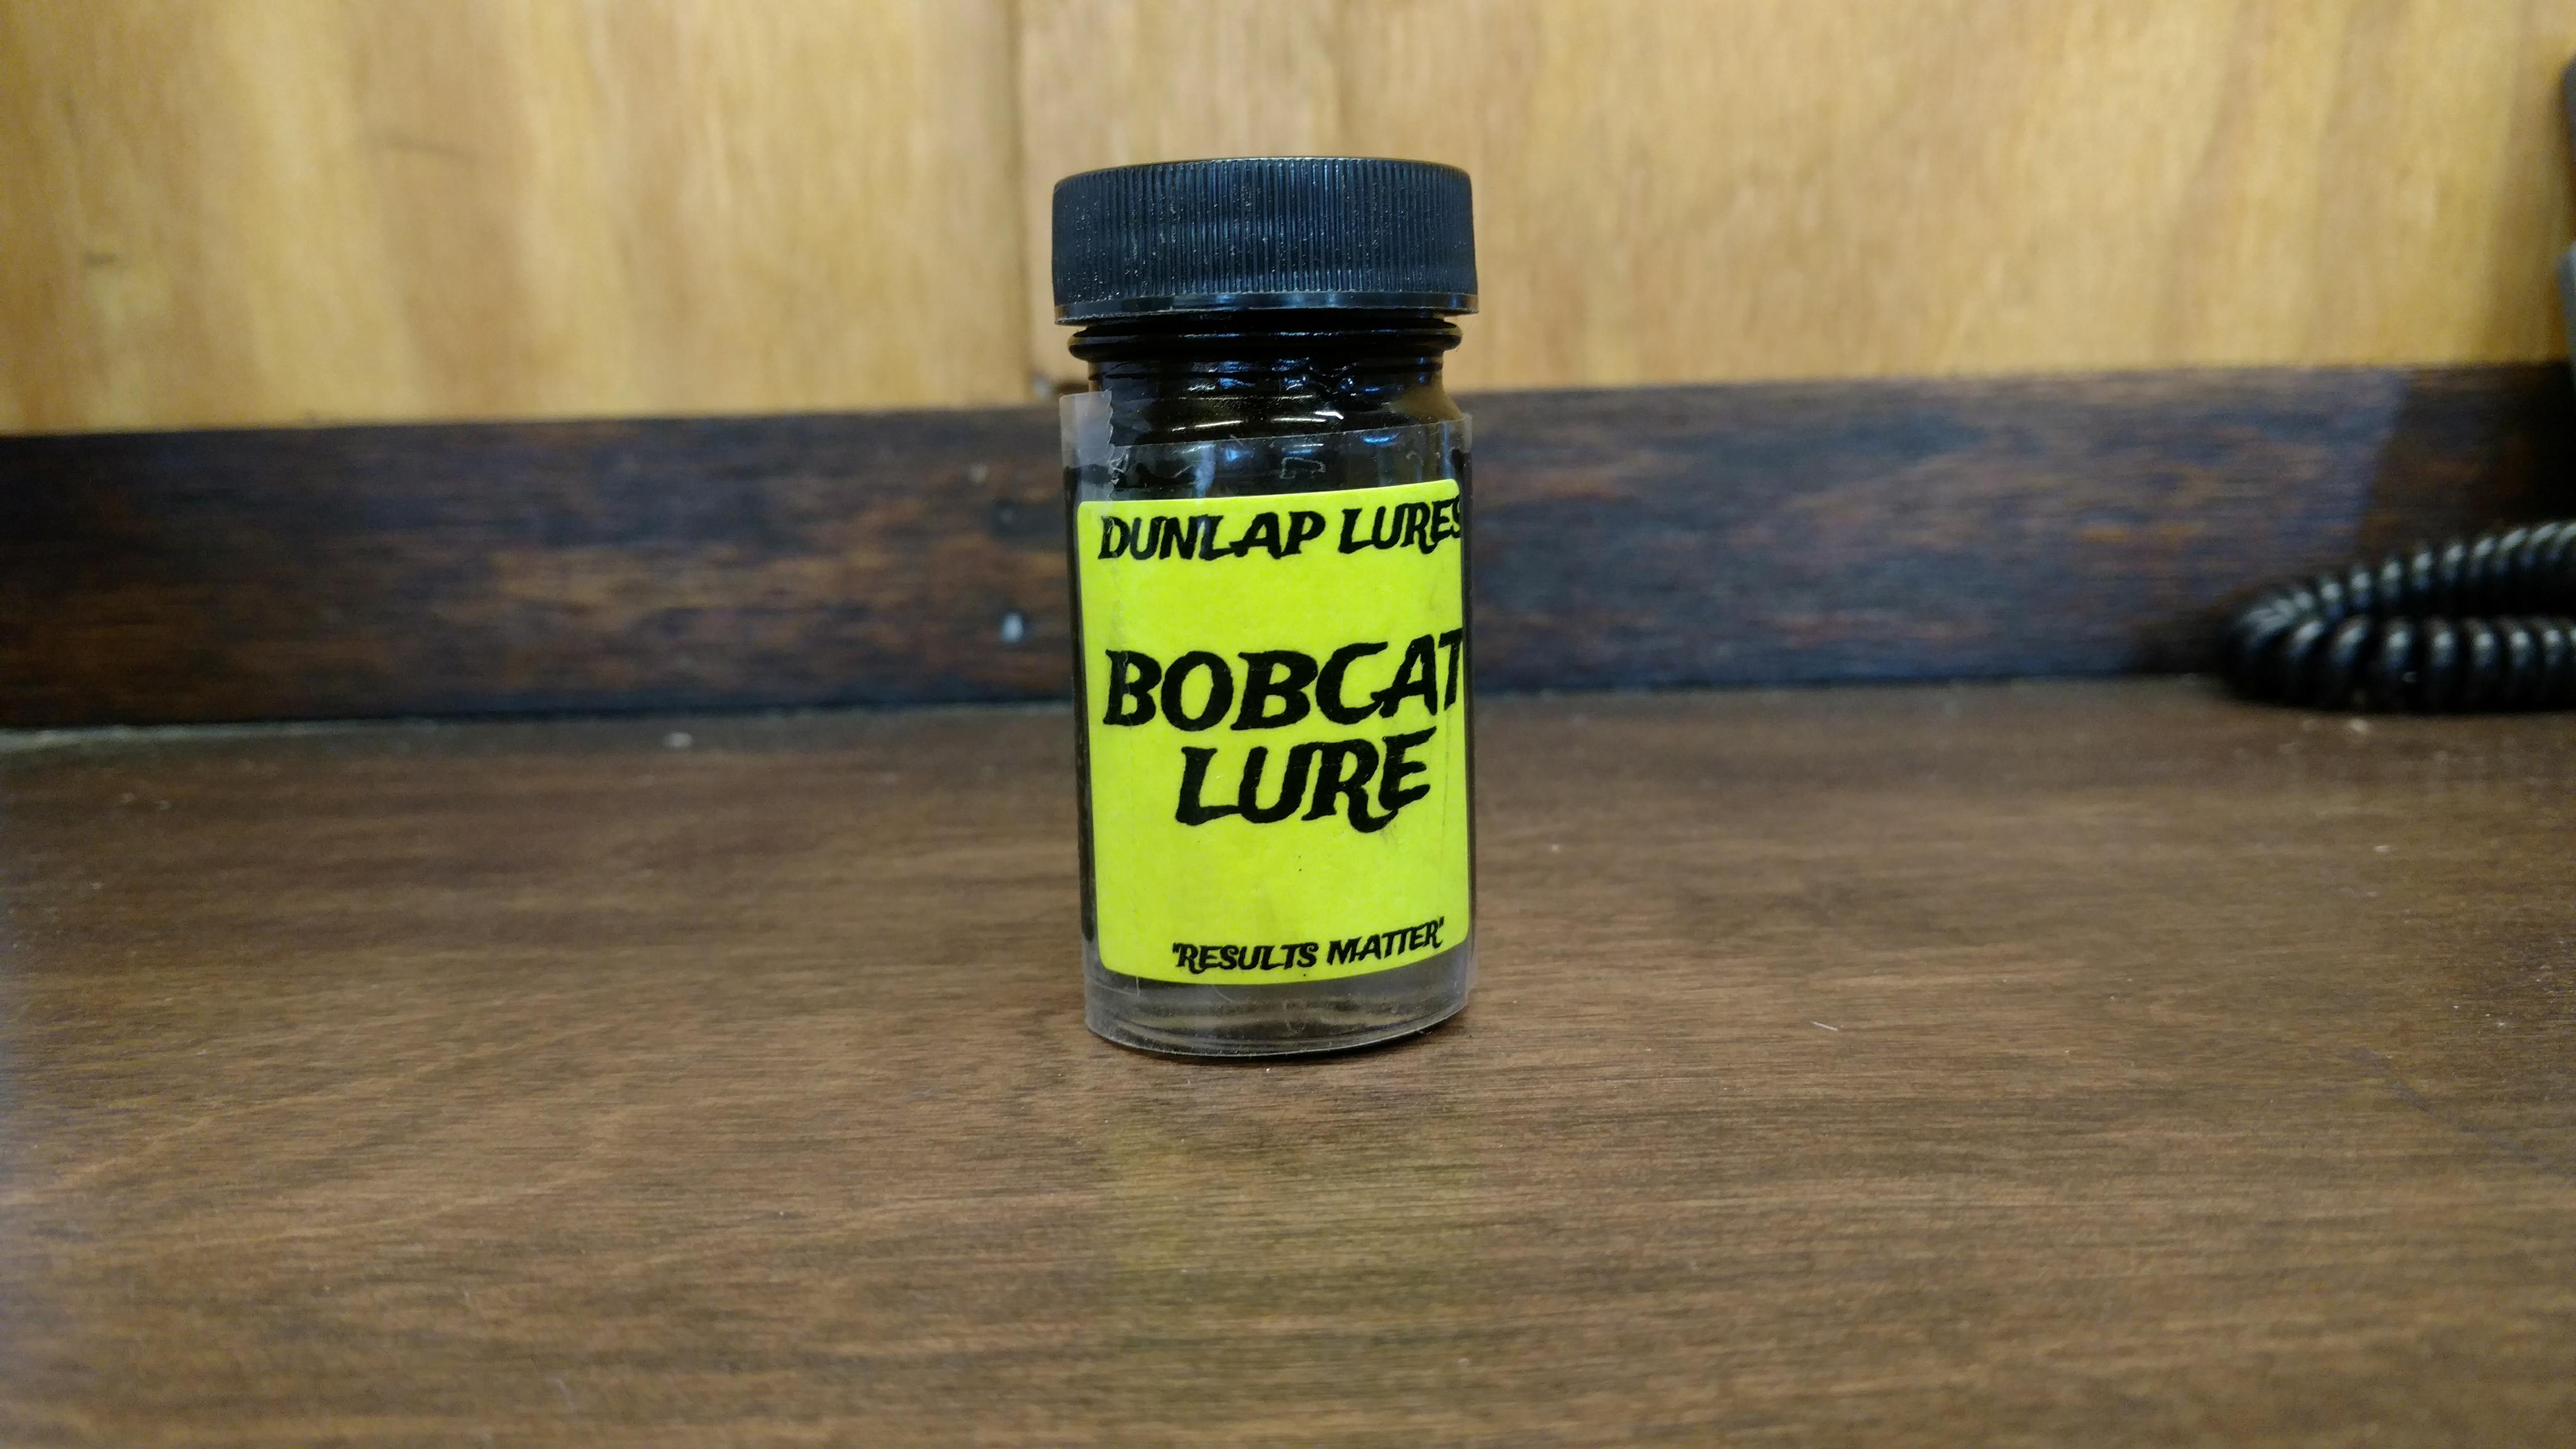 DUNLAP LURES
BOBCAT
LURE
"RESULTS MATTER"